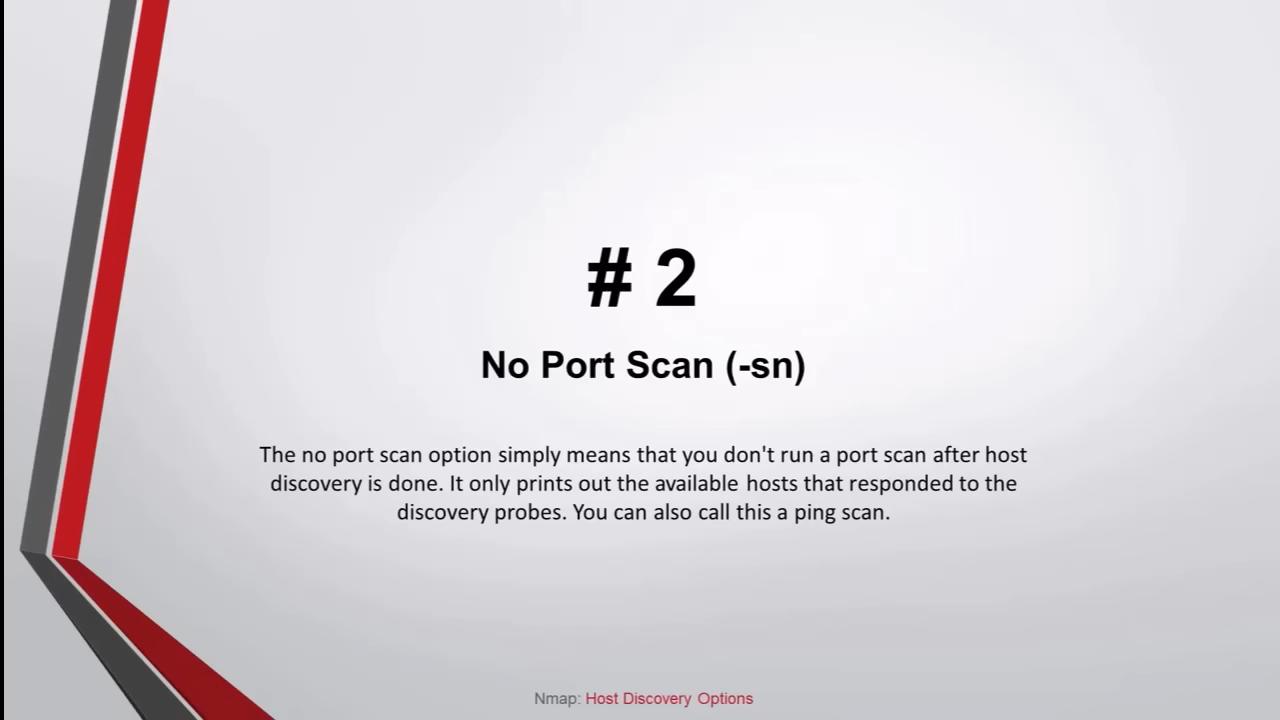 # 2
No Port Scan (-sn)
The no port scan option simply means that you don't run a port scan after host
discovery is done. It only prints out the available hosts that responded to the
discovery probes. You can also call this a ping scan.
Nmap: Host Discovery Options